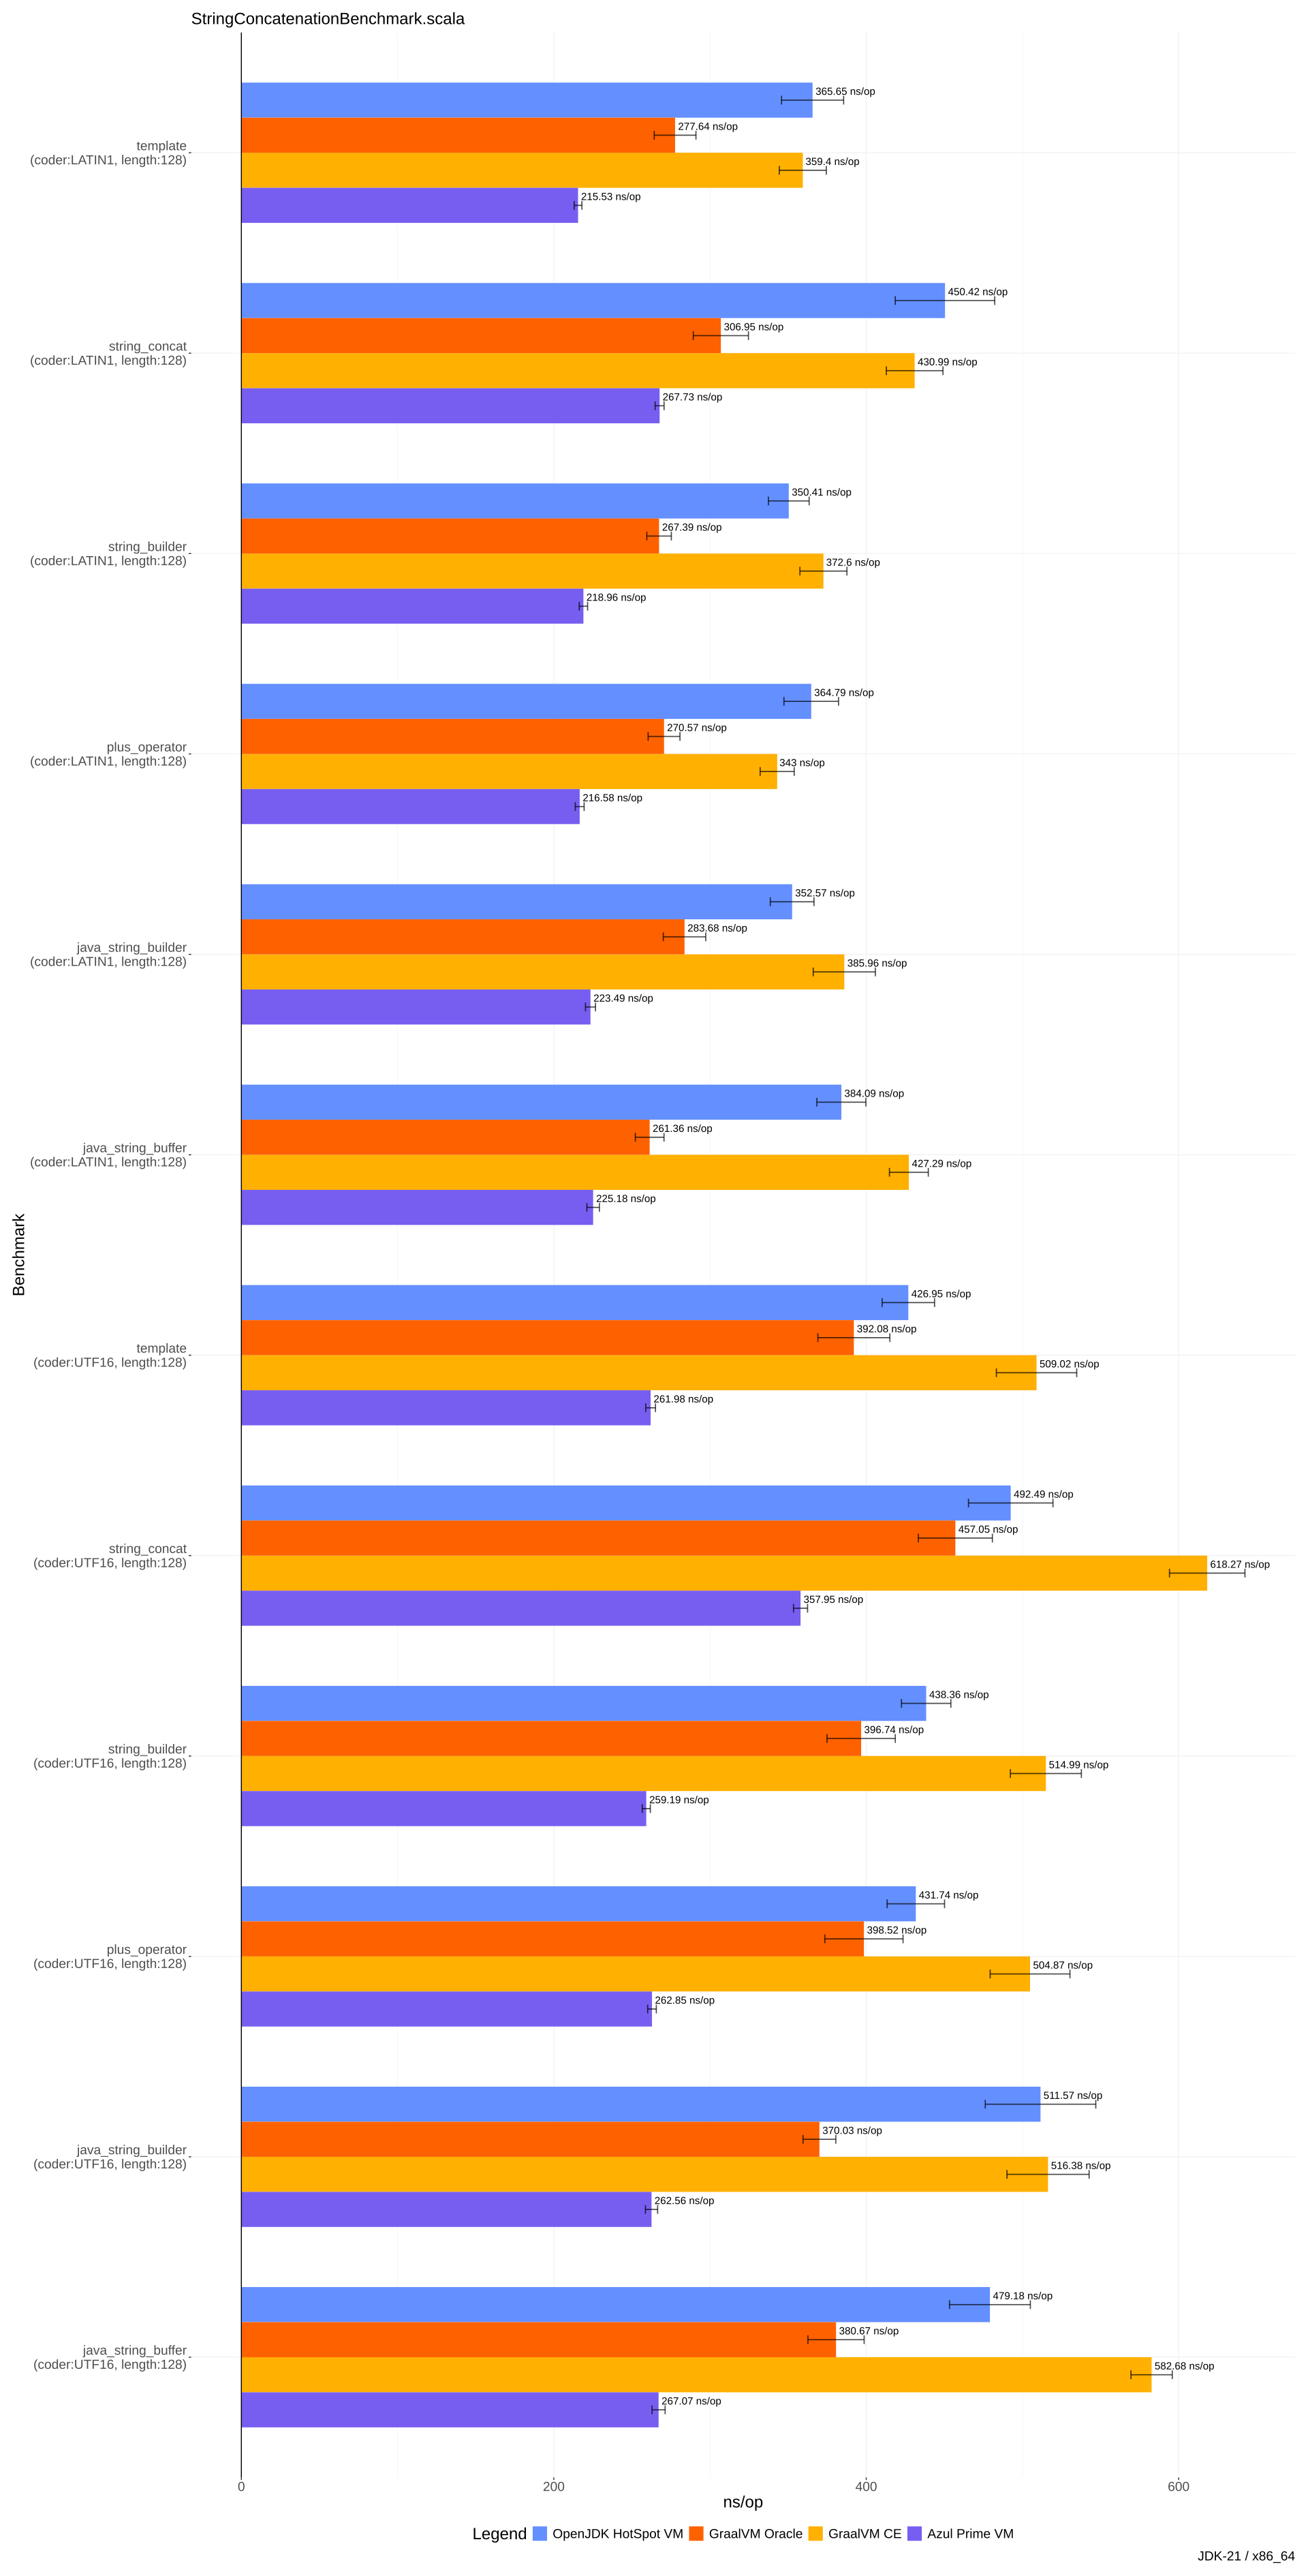 StringConcatenationBenchmark.scala
365.65 ns/op
277.64 ns/op
template
(coder:LATIN1, length:128)
359.4 ns/op
215.53 ns/op
450.42 ns/op
306.95 ns/op
string_concat
(coder:LATIN1, length:128)
430.99 ns/op
267.73 ns/op
350.41 ns/op
267.39 ns/op
string_builder
(coder:LATIN1, length:128)
372.6 ns/op
218.96 ns/op
364.79 ns/op
270.57 ns/op
plus_operator
(coder:LATIN1, length:128)
343 ns/op
216.58 ns/op
352.57 ns/op
283.68 ns/op
java_string_builder
(coder:LATIN1, length:128)
385.96 ns/op
223.49 ns/op
384.09 ns/op
261.36 ns/op
java_string_buffer
(coder:LATIN1, length:128)
427.29 ns/op
225.18 ns/op
Benchmark
426.95 ns/op
392.08 ns/op
template
(coder:UTF16, length:128)
509.02 ns/op
261.98 ns/op
492.49 ns/op
457.05 ns/op
string_concat
(coder:UTF16, length:128)
618.27 ns/op
357.95 ns/op
438.36 ns/op
396.74 ns/op
string_builder
(coder:UTF16, length:128)
514.99 ns/op
259.19 ns/op
431.74 ns/op
398.52 ns/op
plus_operator
(coder:UTF16, length:128)
504.87 ns/op
262.85 ns/op
511.57 ns/op
370.03 ns/op
java_string_builder
(coder:UTF16, length:128)
516.38 ns/op
262.56 ns/op
479.18 ns/op
380.67 ns/op
java_string_buffer
(coder:UTF16, length:128)
582.68 ns/op
267.07 ns/op
0 200 400 600
ns/op
Legend OpenJDK HotSpot VM GraalVM Oracle GraalVM CE Azul Prime VM
JDK-21 / x86_64